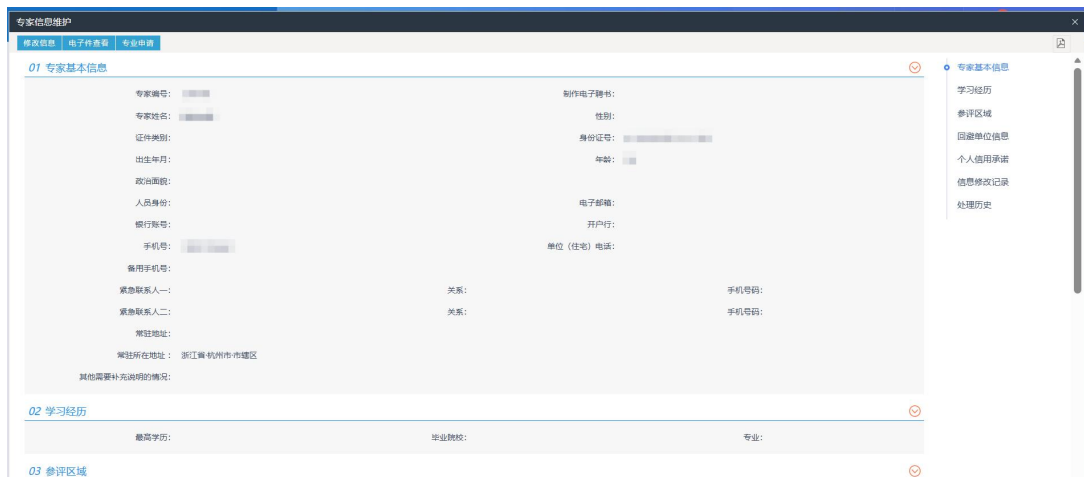 专家信息维护
修改信息 电子件查看 专业申请
01 专家基本信息
专家编号： 制作电子聘书：
专家姓名： 性别：
证件类别： 身份证号：
出生年月： 年龄：
政治面貌：
人员身份： 电子邮箱：
银行账号： 开户行：
手机号： 单位（住宅）电话：
备用手机号：
紧急联系人一： 关系： 手机号码：
紧急联系人二： 关系： 手机号码：
常驻地址：
常驻所在地址： 浙江省·杭州市·市辖区
其他需要补充说明的情况：
02 学习经历
最高学历： 毕业院校： 专业：
03 参评区域
专家基本信息
学习经历
参评区域
回避单位信息
个人信用承诺
信息修改记录
处理历史